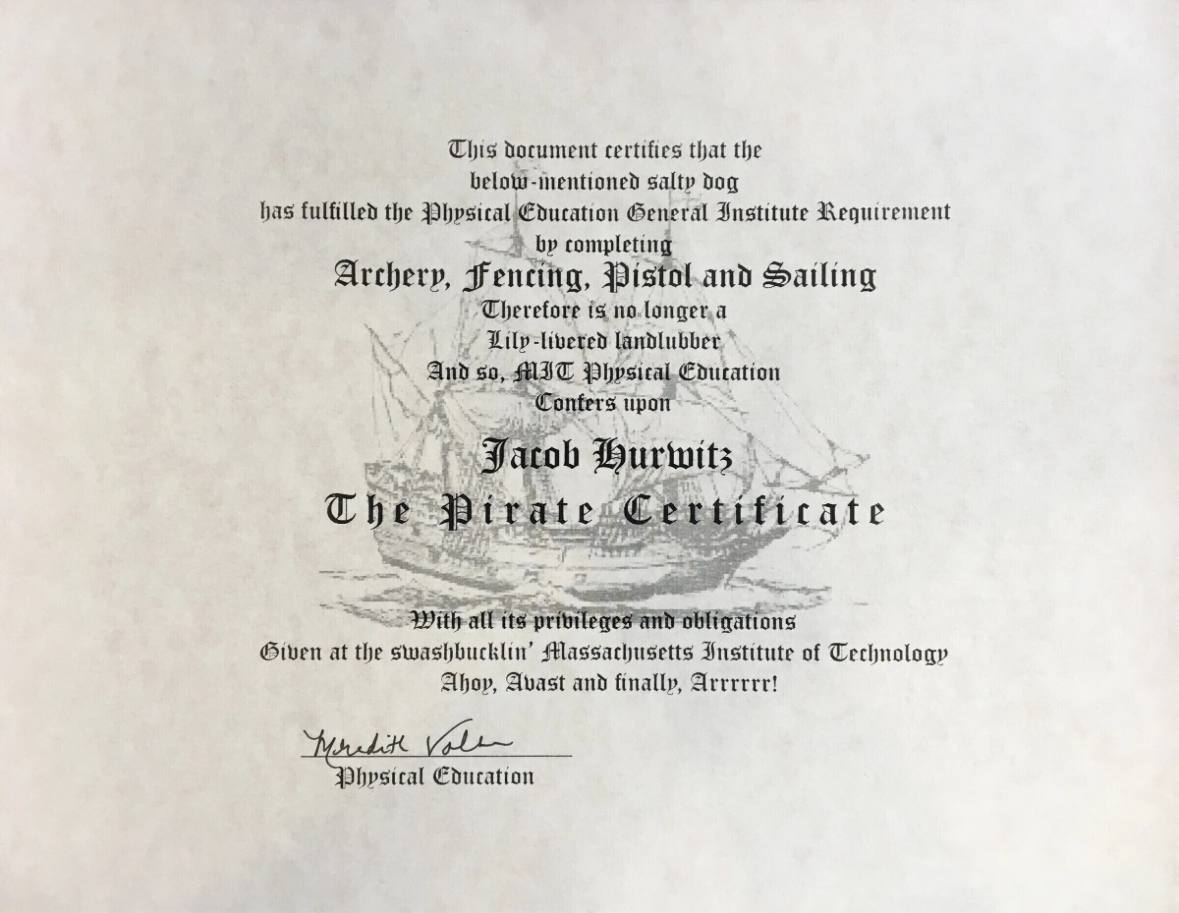 This document certifies that the
below-mentioned salty dog
has fulfilled the Physical Education General Institute Requirement
by completing
Archery, Fencing, Pistol and Sailing
Therefore is no longer a
Lily-livered landlubber
And so, MIT Physical Education
Confers upon
Jacob Hurwitz
The Pirate Certificate
With all its privileges and obligations
Given at the swashbucklin' Massachusetts Institute of Technology
Ahoy, Avast and finally, Arrrrrr!
Meredith
Physical Education